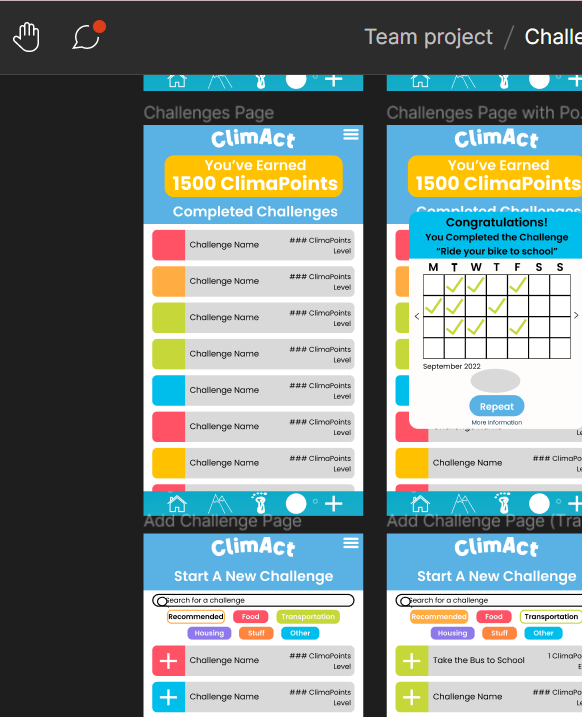 Team project / Challe
Challenges Page
ClimAct
You've Earned
1500 ClimaPoints
Completed Challenges
Challenge Name
### ClimaPoints
Level
Challenge Name
### ClimaPoints
Level
Challenge Name
### ClimaPoints
Level
Challenge Name
### ClimaPoints
Level
Challenge Name
### ClimaPoints
Level
Challenge Name
### ClimaPoints
Level
Challenge Name
### ClimaPoints
Level
Challenges Page with Po.
ClimAct
You've Earned
1500 ClimaPoints
Completed Challenges
Congratulations!
You Completed the Challenge
"Ride your bike to school"
M T W T F S S
September 2022
Repeat
More Information
Challenge Name
Le
Challenge Name
### ClimaPo
Le
Add Challenge Page
ClimAct
Start A New Challenge
Search for a challenge
Recommended Food Transportation
Housing Stuff Other
Challenge Name
### ClimaPoints
Level
Challenge Name
### ClimaPoints
Level
Add Challenge Page (Tra
ClimAct
Start A New Challenge
Search for a challenge
Recommended Food Transportation
Housing Stuff Other
Take the Bus to School
1 ClimaPo
E
Challenge Name
### ClimaPo
Le